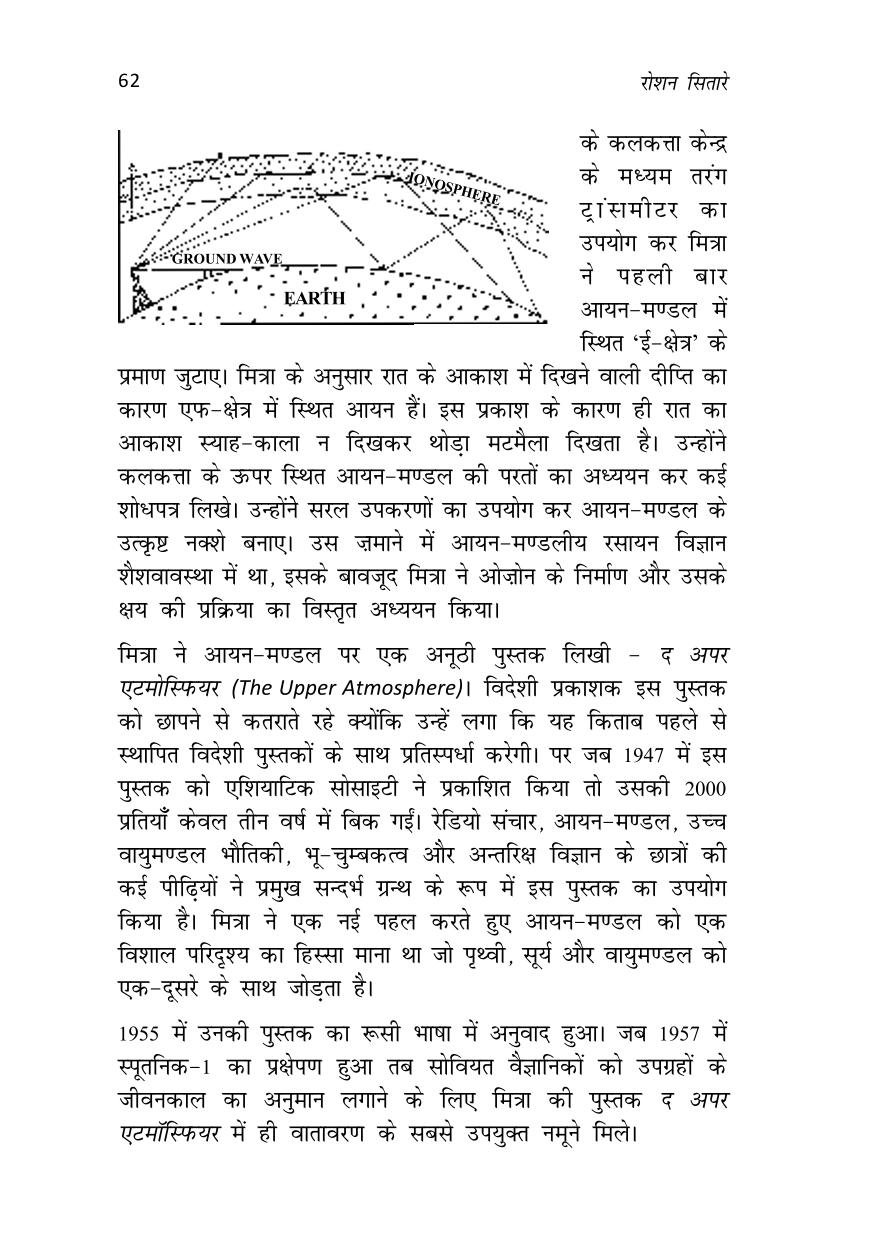 62 रोशन सितारे
IONOSPHERE
GROUND WAVE
EARTH
के कलकत्ता केन्द्र
के मध्यम तरंग
ट्रांसमीटर का
उपयोग कर मित्रा
ने पहली बार
आयन-मण्डल में
स्थित ‘ई-क्षेत्र’ के
प्रमाण जुटाए। मित्रा के अनुसार रात के आकाश में दिखने वाली दीप्ति का
कारण एफ-क्षेत्र में स्थित आयन हैं। इस प्रकाश के कारण ही रात का
आकाश स्याह-काला न दिखकर थोड़ा मटमैला दिखता है। उन्होंने
कलकत्ता के ऊपर स्थित आयन-मण्डल की परतों का अध्ययन कर कई
शोधपत्र लिखे। उन्होंने सरल उपकरणों का उपयोग कर आयन-मण्डल के
उत्कृष्ट नक्शे बनाए। उस ज़माने में आयन-मण्डलीय रसायन विज्ञान
शैशवावस्था में था, इसके बावजूद मित्रा ने ओज़ोन के निर्माण और उसके
क्षय की प्रक्रिया का विस्तृत अध्ययन किया।
मित्रा ने आयन-मण्डल पर एक अनूठी पुस्तक लिखी - द अपर
एटमोस्फियर (The Upper Atmosphere)। विदेशी प्रकाशक इस पुस्तक
को छापने से कतराते रहे क्योंकि उन्हें लगा कि यह किताब पहले से
स्थापित विदेशी पुस्तकों के साथ प्रतिस्पर्धा करेगी। पर जब 1947 में इस
पुस्तक को एशियाटिक सोसाइटी ने प्रकाशित किया तो उसकी 2000
प्रतियाँ केवल तीन वर्ष में बिक गईं। रेडियो संचार, आयन-मण्डल, उच्च
वायुमण्डल भौतिकी, भू-चुम्बकत्व और अन्तरिक्ष विज्ञान के छात्रों की
कई पीढ़ियों ने प्रमुख सन्दर्भ ग्रन्थ के रूप में इस पुस्तक का उपयोग
किया है। मित्रा ने एक नई पहल करते हुए आयन-मण्डल को एक
विशाल परिदृश्य का हिस्सा माना था जो पृथ्वी, सूर्य और वायुमण्डल को
एक-दूसरे के साथ जोड़ता है।
1955 में उनकी पुस्तक का रूसी भाषा में अनुवाद हुआ। जब 1957 में
स्पूतनिक-1 का प्रक्षेपण हुआ तब सोवियत वैज्ञानिकों को उपग्रहों के
जीवनकाल का अनुमान लगाने के लिए मित्रा की पुस्तक द अपर
एटमॉस्फियर में ही वातावरण के सबसे उपयुक्त नमूने मिले।